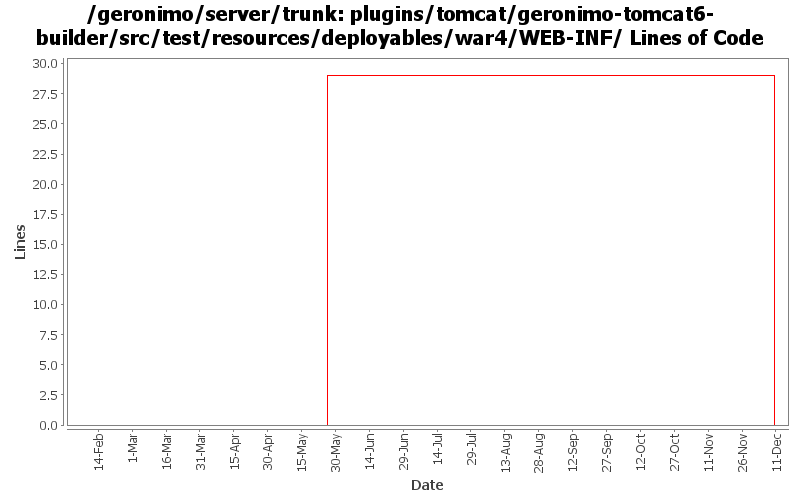 /geronimo/server/trunk: plugins/tomcat/geronimo-tomcat6-
builder/src/test/resources/deployables/war4/WEB-INF/ Lines of Code
30.0
27.5
25.0
22.5
20.0
17.5
15.0
12.5
10.0
7.5
5.0
2.5
0.0
Lines
14-Feb
1-Mar
16-Mar
31-Mar
15-Apr
30-Apr
15-May
30-May
14-Jun
29-Jun
14-Jul
29-Jul
13-Aug
28-Aug
12-Sep
27-Sep
12-Oct
27-Oct
11-Nov
26-Nov
11-Dec
Date